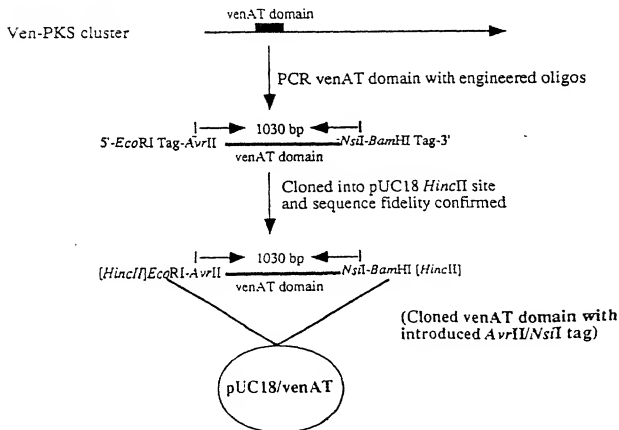 venAT domain
Ven-PKS cluster
PCR venAT domain with engineered oligos
1030 bp
5'-EcoRI Tag-AvrII
NsiI-BamHI Tag-3'
venAT domain
Cloned into pUC18 HincII site
and sequence fidelity confirmed
1030 bp
[HincII]EcoRI-AvrII
NsiI-BamHI [HincII]
venAT domain
(Cloned venAT domain with
introduced AvrII/NsiI tag)
pUC18/venAT